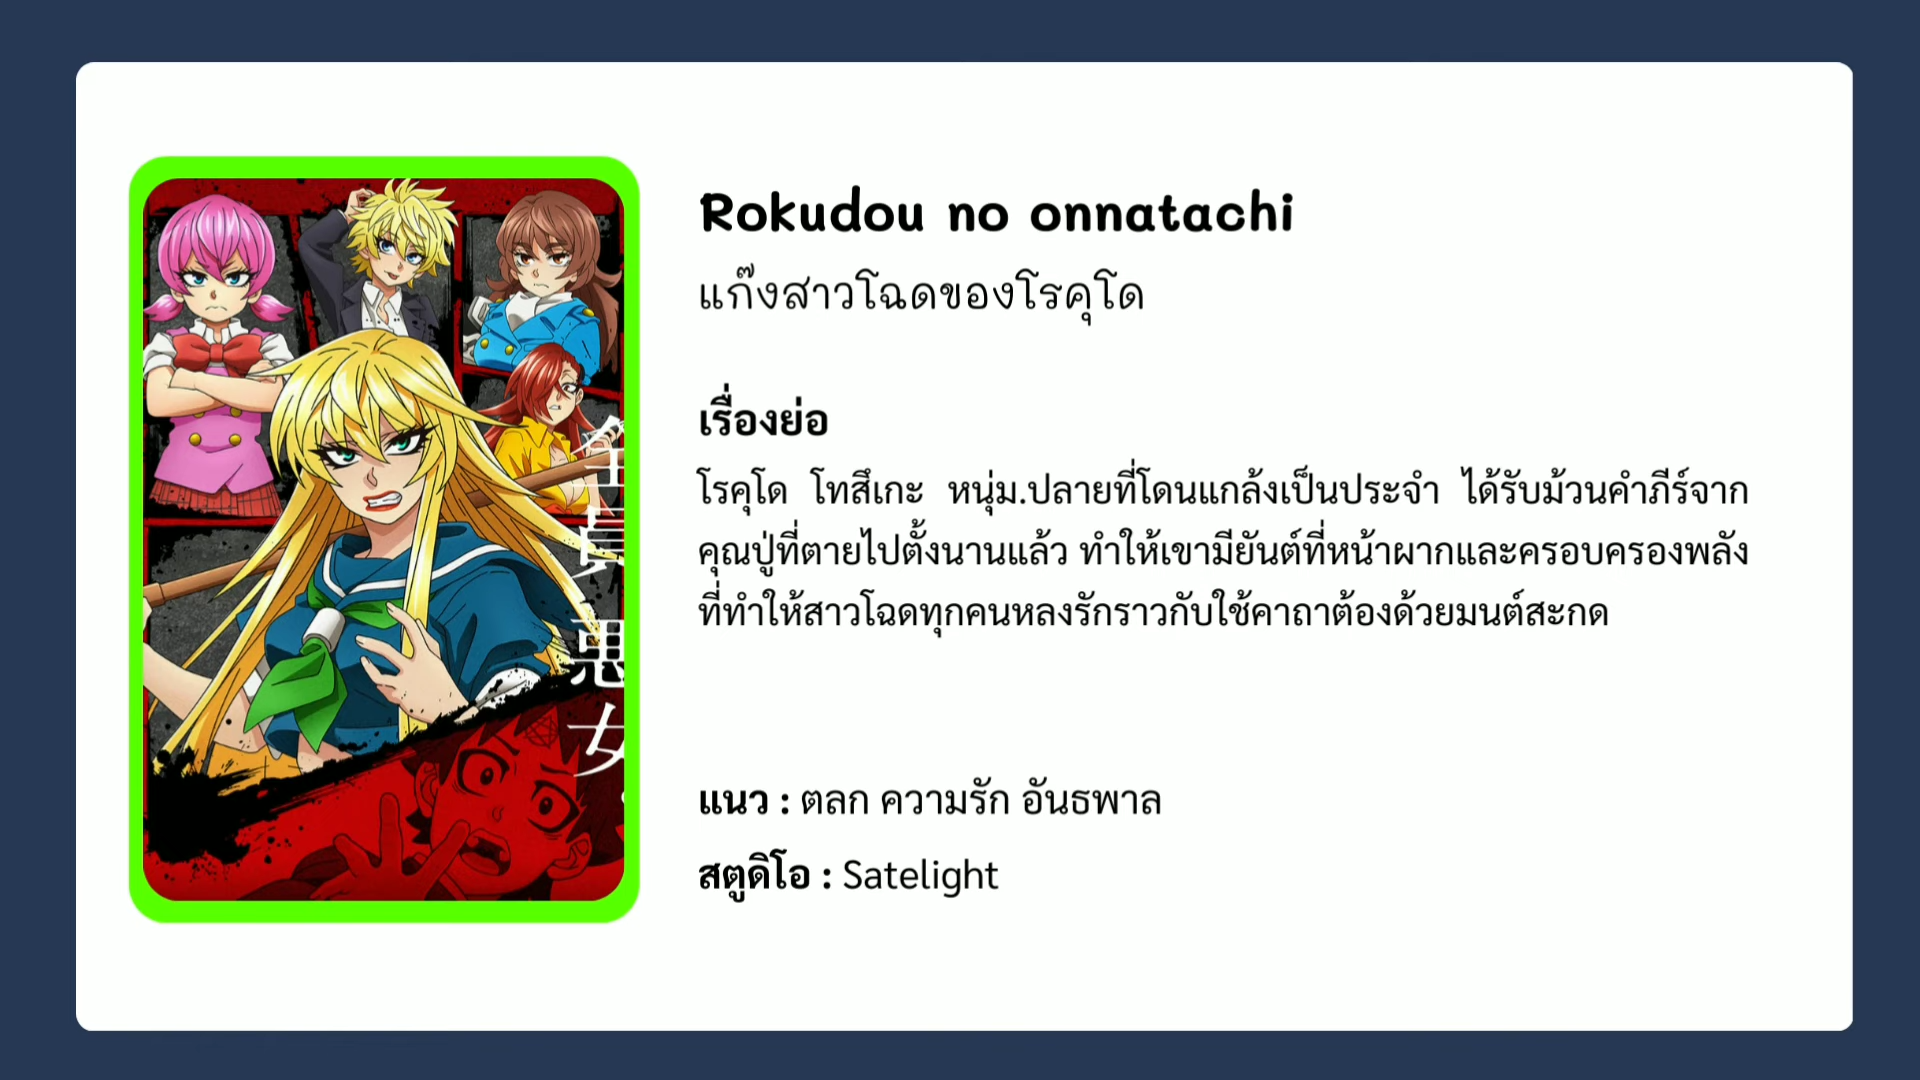 Rokudou no onnatachi
แก๊งสาวโฉดของโรคุโด
เรื่องย่อ
โรคุโด โทสึเกะ หนุ่ม.ปลายที่โดนแกล้งเป็นประจำ ได้รับม้วนคำภีร์จาก
คุณปู่ที่ตายไปตั้งนานแล้ว ทำให้เขามียันต์ที่หน้าผากและครอบครองพลัง
ที่ทำให้สาวโฉดทุกคนหลงรักราวกับใช้คาถาต้องด้วยมนต์สะกด
แนว : ตลก ความรัก อันธพาล
สตูดิโอ : Satelight
全員悪女